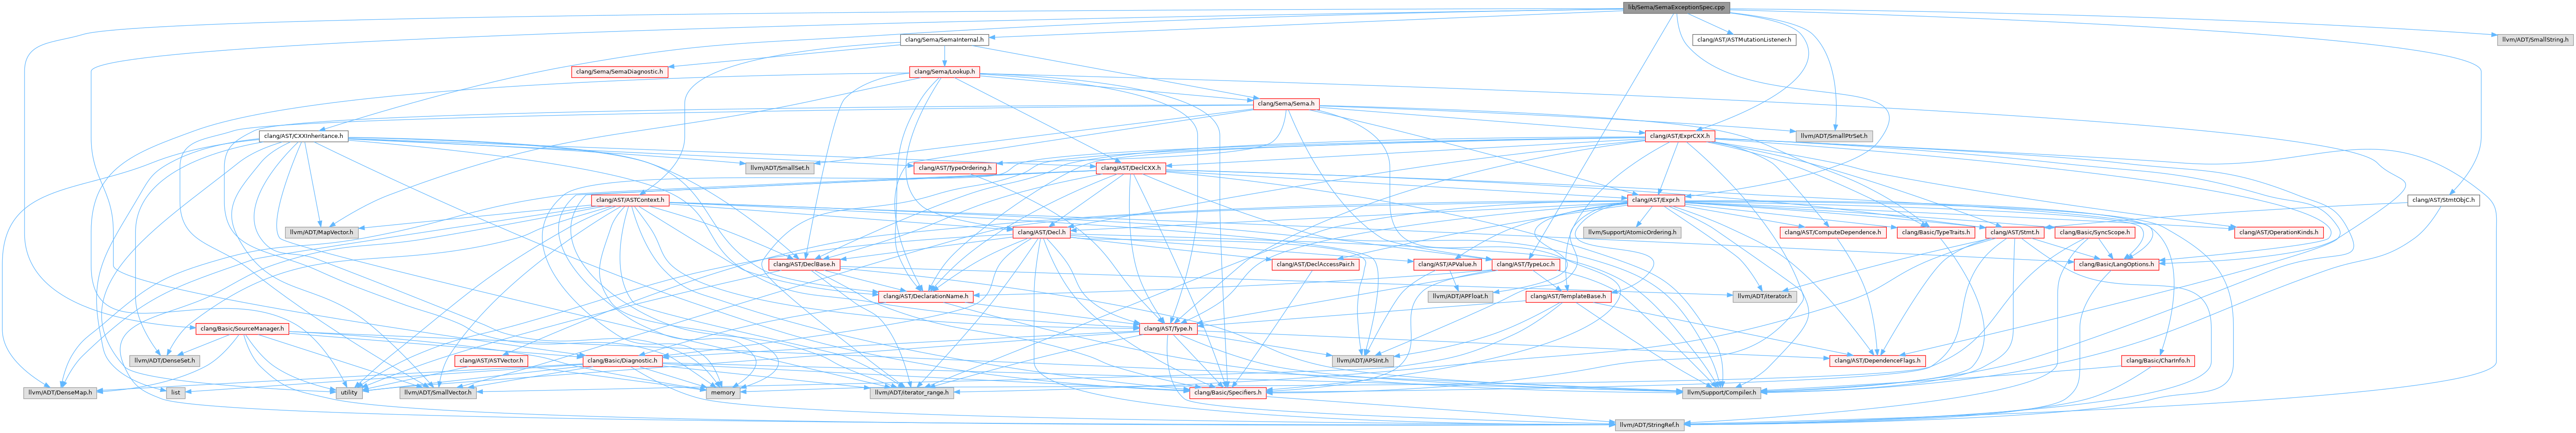 lib/Sema/SemaExceptionSpec.cpp
clang/Sema/SemaInternal.h
clang/AST/ASTMutationListener.h
llvm/ADT/SmallString.h
clang/Sema/SemaDiagnostic.h
clang/Sema/Lookup.h
clang/Sema/Sema.h
clang/AST/CXXInheritance.h
clang/AST/ExprCXX.h
llvm/ADT/SmallPtrSet.h
llvm/ADT/SmallSet.h
clang/AST/TypeOrdering.h
clang/AST/DeclCXX.h
clang/AST/ASTContext.h
clang/AST/Expr.h
clang/AST/StmtObjC.h
llvm/ADT/MapVector.h
clang/AST/Decl.h
llvm/Support/AtomicOrdering.h
clang/AST/ComputeDependence.h
clang/Basic/TypeTraits.h
clang/AST/Stmt.h
clang/Basic/SyncScope.h
clang/AST/OperationKinds.h
clang/AST/DeclBase.h
clang/AST/DeclAccessPair.h
clang/AST/APValue.h
clang/AST/TypeLoc.h
clang/Basic/LangOptions.h
clang/AST/DeclarationName.h
llvm/ADT/APFloat.h
clang/AST/TemplateBase.h
llvm/ADT/iterator.h
clang/Basic/SourceManager.h
clang/AST/Type.h
llvm/ADT/DenseSet.h
clang/AST/ASTVector.h
clang/Basic/Diagnostic.h
llvm/ADT/APSInt.h
clang/AST/DependenceFlags.h
clang/Basic/CharInfo.h
llvm/ADT/DenseMap.h
list
utility
llvm/ADT/SmallVector.h
memory
llvm/ADT/iterator_range.h
clang/Basic/Specifiers.h
llvm/Support/Compiler.h
llvm/ADT/StringRef.h